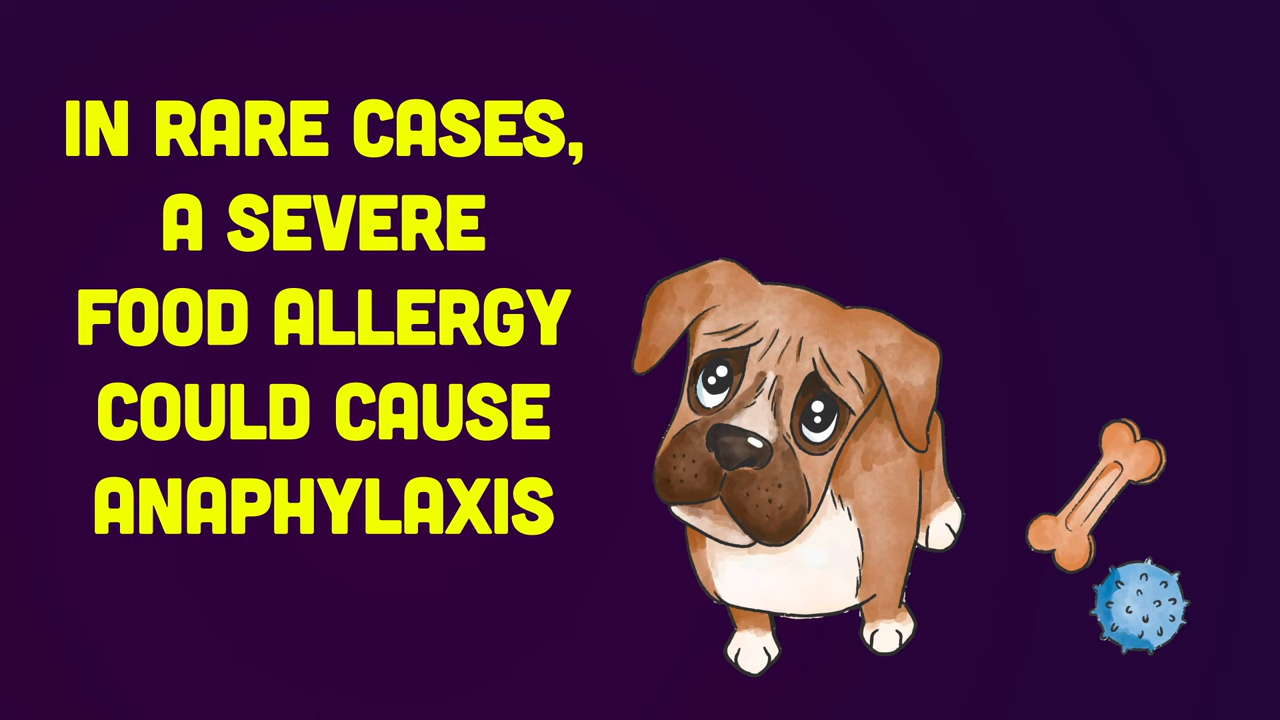 IN RARE CASES,
A SEVERE
FOOD ALLERGY
COULD CAUSE
ANAPHYLAXIS